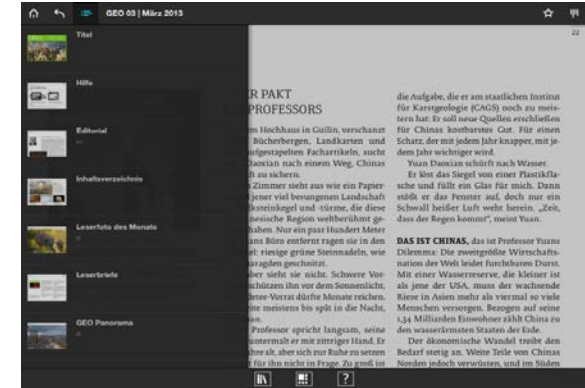 GEO 03 | März 2013
22
Titel
Hilfe
Editorial
Inhaltsverzeichnis
Leserfoto des Monats
Leserbriefe
GEO Panorama
R PAKT
PROFESSORS
m Hochhaus in Guilin, verschanzt
Bücherbergen, Landkarten und
ufgestapelten Fachartikeln, sucht
Daoxian nach einem Weg, Chinas
ft zu sichern.
Zimmer sieht aus wie ein Papier-
l jener viel besungenen Landschaft
ksteinkegel und -türme, die diese
nesische Region weltberühmt ge-
haben. Nur ein paar Hundert Meter
ans Büro entfernt ragen sie in den
el: riesige grüne Steinnadeln, wie
aragden geschnitzt.
ber sieht sie nicht. Schwere Vor-
schützen ihn vor dem Sonnenlicht,
detee-Vorrat dürfte Monate reichen.
eite meistens bis spät in die Nacht,
an.
Professor spricht langsam, seine
untermalt er mit zittriger Hand. Er
ahre alt, aber sich zur Ruhe zu setzen
t für ihn nicht in Frage. Zu groß ist
die Aufgabe, die er am staatlichen Institut
für Karstgeologie (CAGS) noch zu meis-
tern hat: Er soll neue Quellen erschließen
für Chinas kostbarstes Gut. Für einen
Schatz, der mit jedem Jahr knapper, mit je-
dem Jahr wichtiger wird.
Yuan Daoxian schürft nach Wasser.
Er löst das Siegel von einer Plastikfla-
sche und füllt ein Glas für mich. Dann
stößt er das Fenster auf, doch nur ein
Schwall heißer Luft weht herein. „Zeit,
dass der Regen kommt“, meint Yuan.
DAS IST CHINAS, das ist Professor Yuans
Dilemma: Die zweitgrößte Wirtschafts-
nation der Welt leidet furchtbaren Durst.
Mit einer Wasserreserve, die kleiner ist
als jene der USA, muss der wachsende
Riese in Asien mehr als viermal so viele
Menschen versorgen. Bezogen auf seine
1,34 Milliarden Einwohner zählt China zu
den wasserärmsten Staaten der Erde.
Der ökonomische Wandel treibt den
Bedarf stetig an. Weite Teile von Chinas
Norden jedoch verwüsten, und im Süden
?